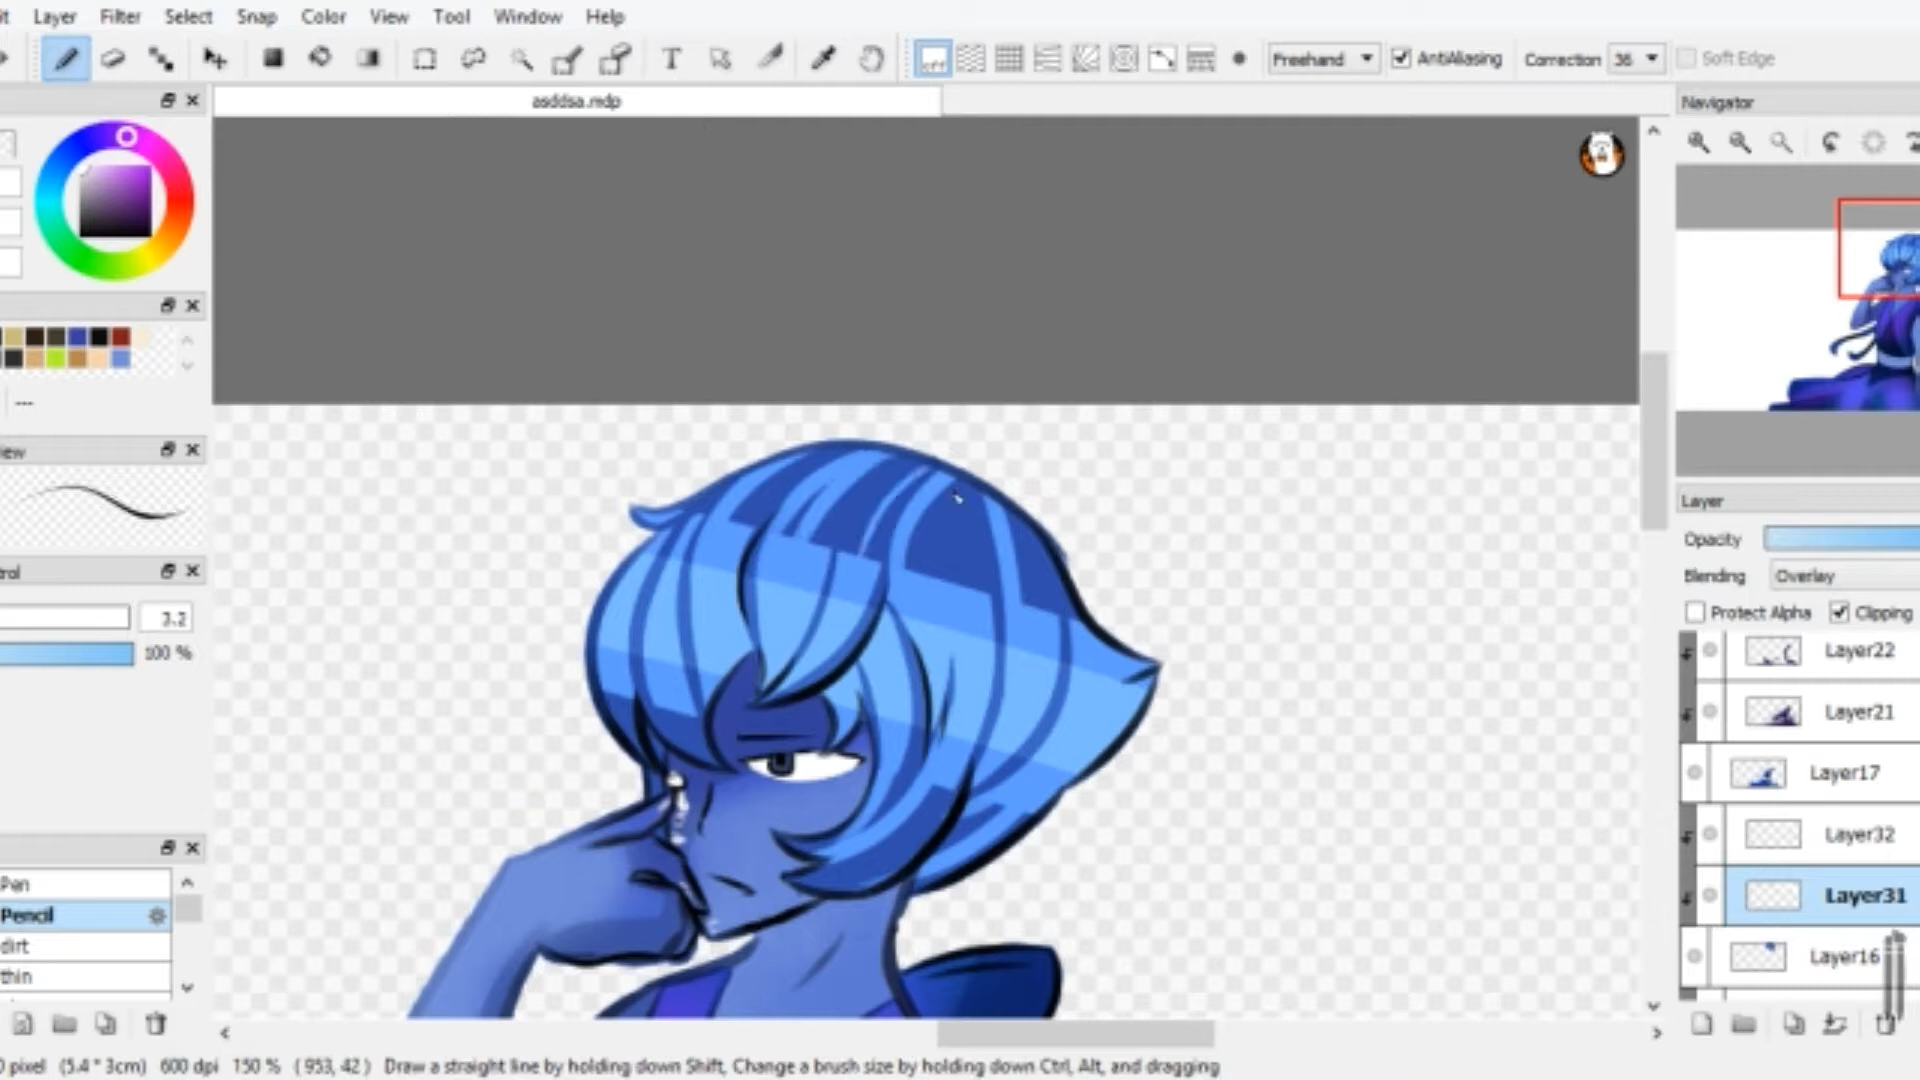 Layer Filter Select Snap Color View Tool Window Help
Freehand AntiAliasing Correction 36 Soft Edge
asddsa.mdp
Navigator
Layer
Opacity
Blending Overlay
Protect Alpha Clipping
3.2
100 %
Layer22
Layer21
Layer17
Layer32
Layer31
Layer16
Pen
Pencil
dirt
thin
pixel (5.4 * 3cm) 600 dpi 150 % ( 953, 42 ) Draw a straight line by holding down Shift, Change a brush size by holding down Ctrl, Alt, and dragging